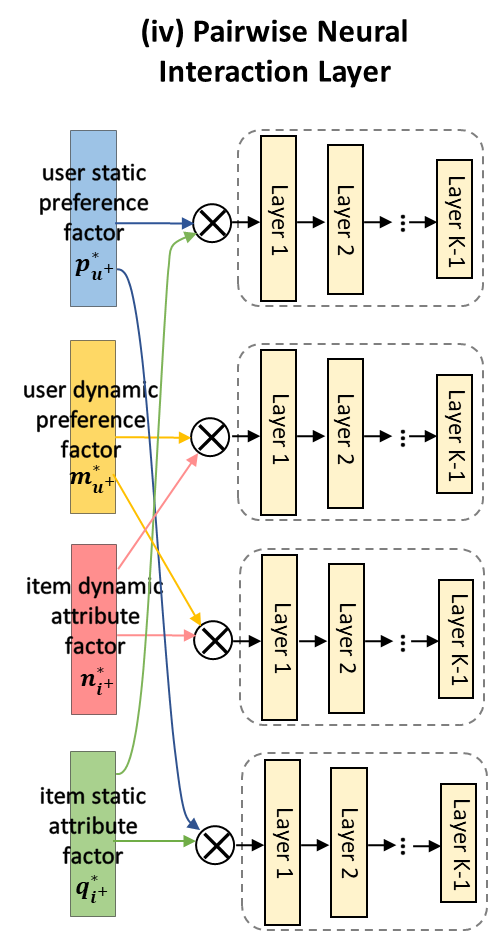 (iv) Pairwise Neural
Interaction Layer
user static
preference
factor
p*u+
Layer 1
Layer 2
...
Layer K-1
user dynamic
preference
factor
m*u+
Layer 1
Layer 2
...
Layer K-1
item dynamic
attribute
factor
n*i+
Layer 1
Layer 2
...
Layer K-1
item static
attribute
factor
q*i+
Layer 1
Layer 2
...
Layer K-1